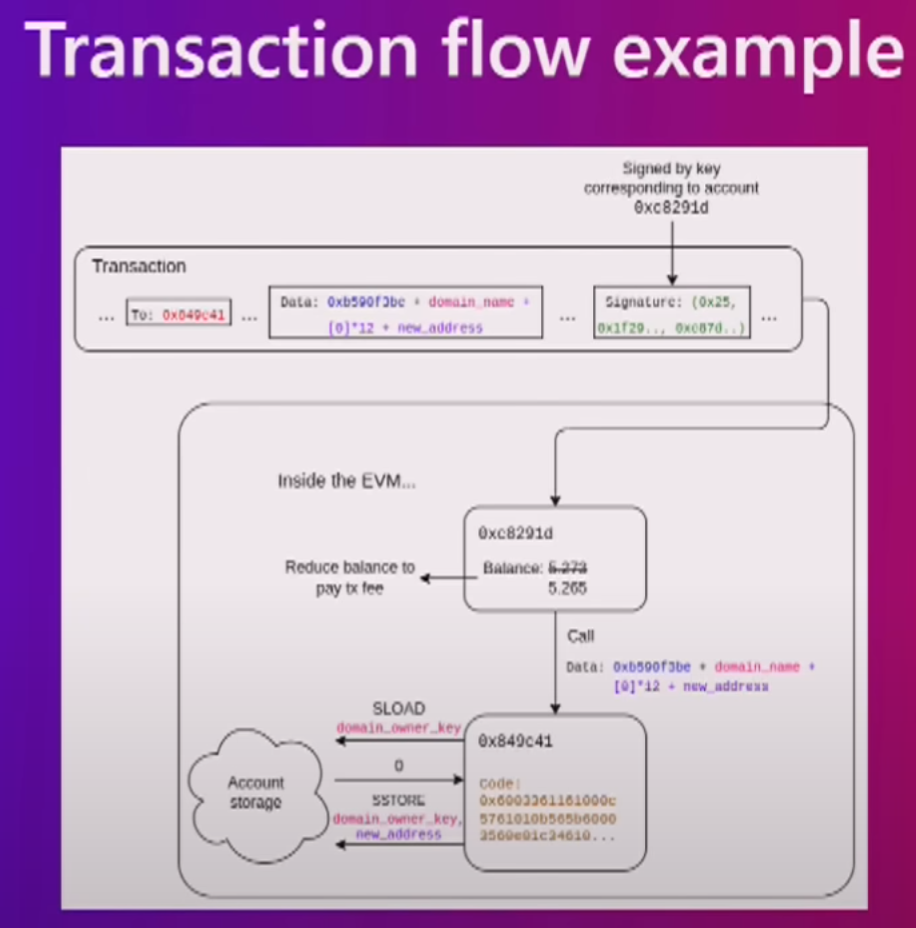 Transaction flow example
Signed by key
corresponding to account
0xc8291d
Transaction
... To: 0x849c41 ...
Data: 0xb590f3be + domain_name +
[0]*12 + new_address
...
Signature: (0x25,
0x1f29.., 0xc87d..)
...
Inside the EVM...
0xc8291d
Balance: 5.273
5.265
Reduce balance to
pay tx fee
Call
Data: 0xb590f3be + domain_name +
[0]*12 + new_address
SLOAD
domain_owner_key
0
SSTORE
domain_owner_key,
new_address
Account
storage
0x849c41
Code:
0x6003361161000c
5761010b565b6000
3560e01c34610...